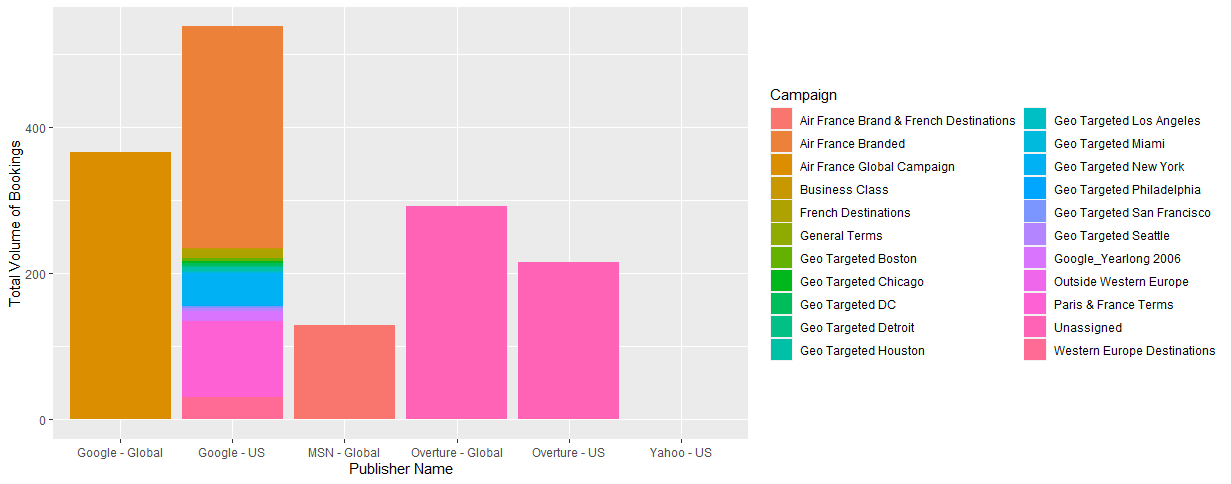 Total Volume of Bookings
400
200
0
Google - Global
Google - US
MSN - Global
Overture - Global
Overture - US
Yahoo - US
Publisher Name
Campaign
Air France Brand & French Destinations
Air France Branded
Air France Global Campaign
Business Class
French Destinations
General Terms
Geo Targeted Boston
Geo Targeted Chicago
Geo Targeted DC
Geo Targeted Detroit
Geo Targeted Houston
Geo Targeted Los Angeles
Geo Targeted Miami
Geo Targeted New York
Geo Targeted Philadelphia
Geo Targeted San Francisco
Geo Targeted Seattle
Google_Yearlong 2006
Outside Western Europe
Paris & France Terms
Unassigned
Western Europe Destinations